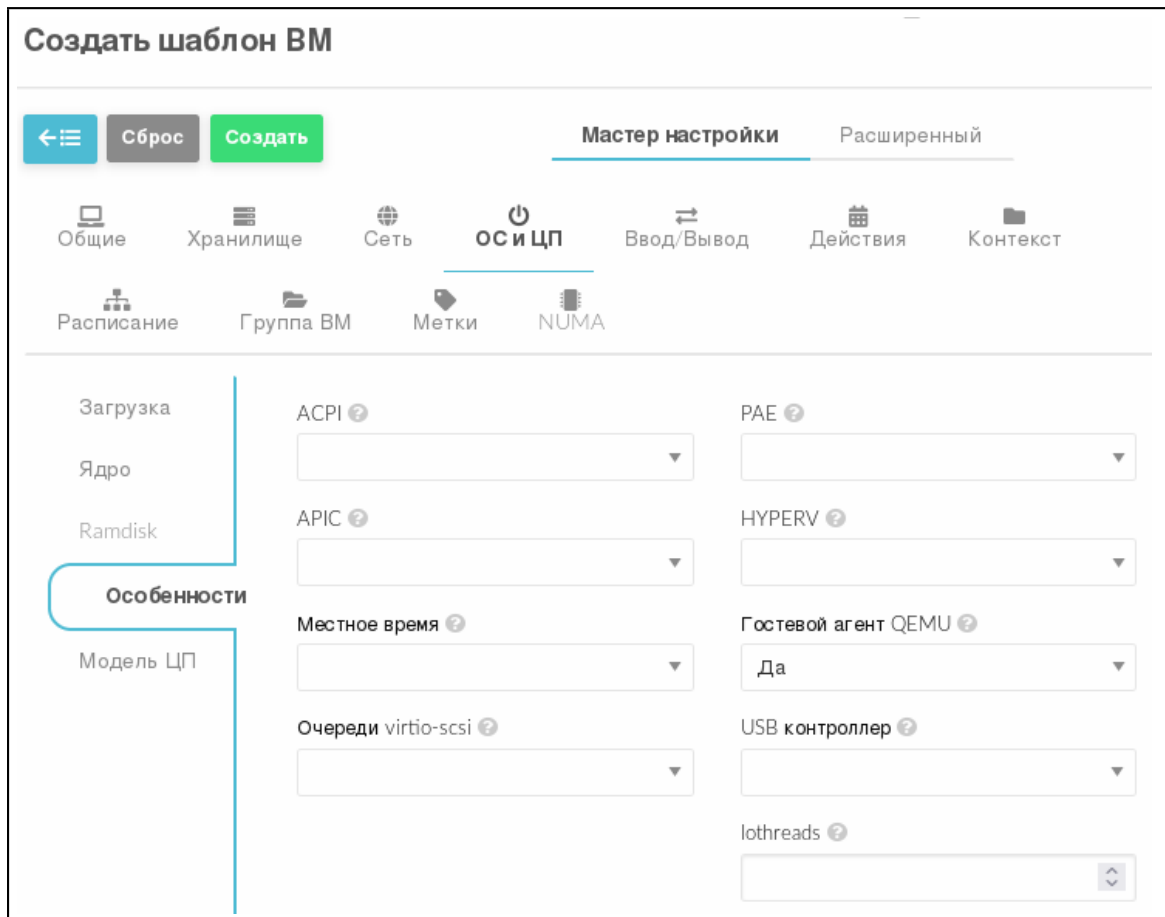 Создать шаблон ВМ
Сброс Создать Мастер настройки Расширенный
Общие Хранилище Сеть ОС и ЦП Ввод/Вывод Действия Контекст
Расписание Группа ВМ Метки NUMA
Загрузка
Ядро
Ramdisk
Особенности
Модель ЦП
ACPI PAE
APIC HYPERV
Местное время Гостевой агент QEMU
Да
Очереди virtio-scsi USB контроллер
Iothreads